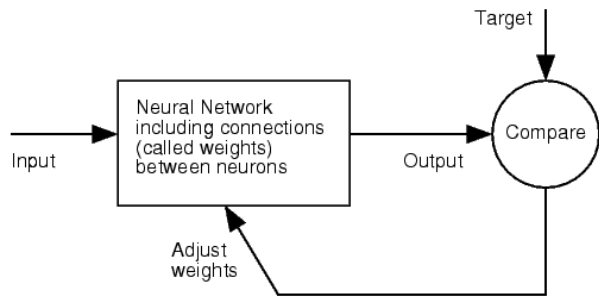 Target
Neural Network
including connections
(called weights)
between neurons
Compare
Input
Output
Adjust
weights